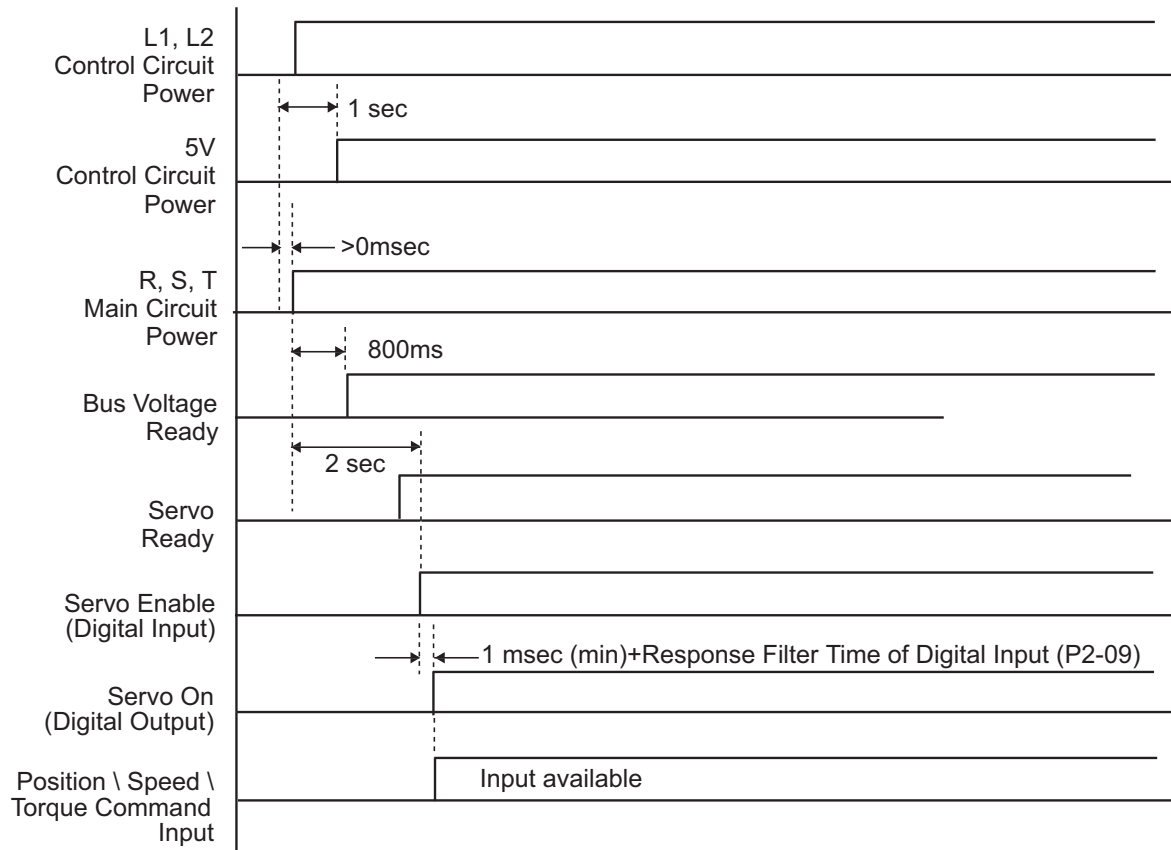 L1, L2
Control Circuit
Power
1 sec
5V
Control Circuit
Power
>0msec
R, S, T
Main Circuit
Power
800ms
Bus Voltage
Ready
2 sec
Servo
Ready
Servo Enable
(Digital Input)
1 msec (min)+Response Filter Time of Digital Input (P2-09)
Servo On
(Digital Output)
Position \ Speed \
Torque Command
Input
Input available